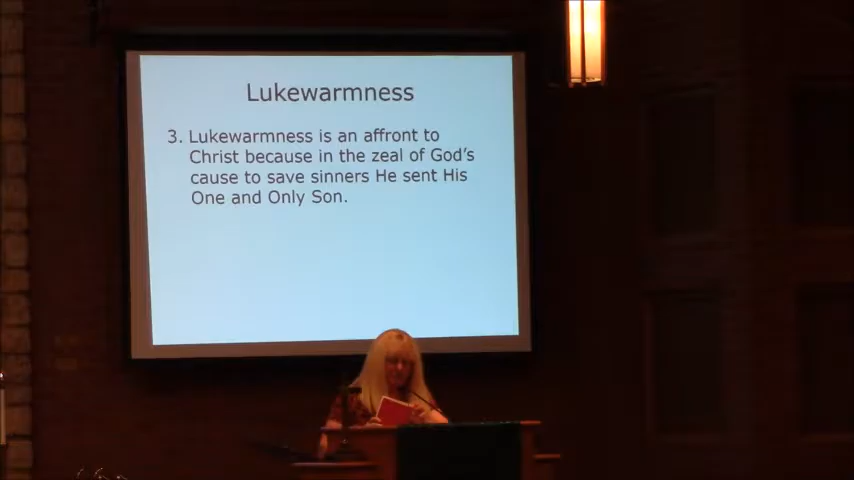 Lukewarmness
3. Lukewarmness is an affront to
Christ because in the zeal of God's
cause to save sinners He sent His
One and Only Son.